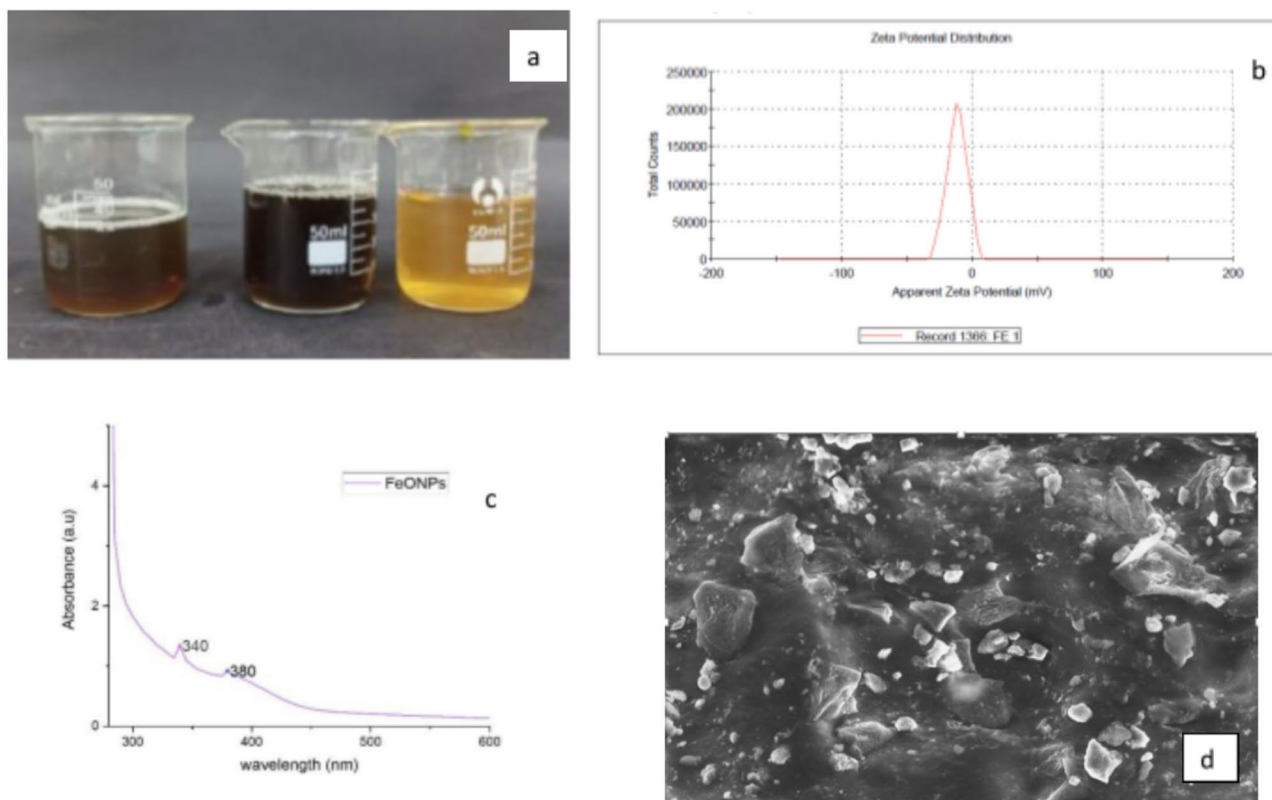 a
50
50ml
50ml
Zeta Potential Distribution
b
250000
200000
150000
100000
50000
0
Total Counts
-200 -100 0 100 200
Apparent Zeta Potential (mV)
Record 1366: FE 1
FeONPs
c
4
2
0
Absorbance (a.u)
340
380
300 400 500 600
wavelength (nm)
d